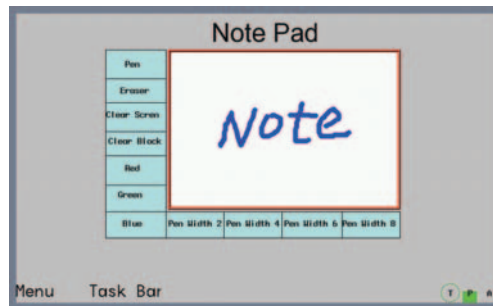 Note Pad
Pen
Eraser
Clear Scren
Clear Block
Red
Green
Blue
Note
Pen Width 2 Pen Width 4 Pen Width 6 Pen Width 8
Menu Task Bar
T P A